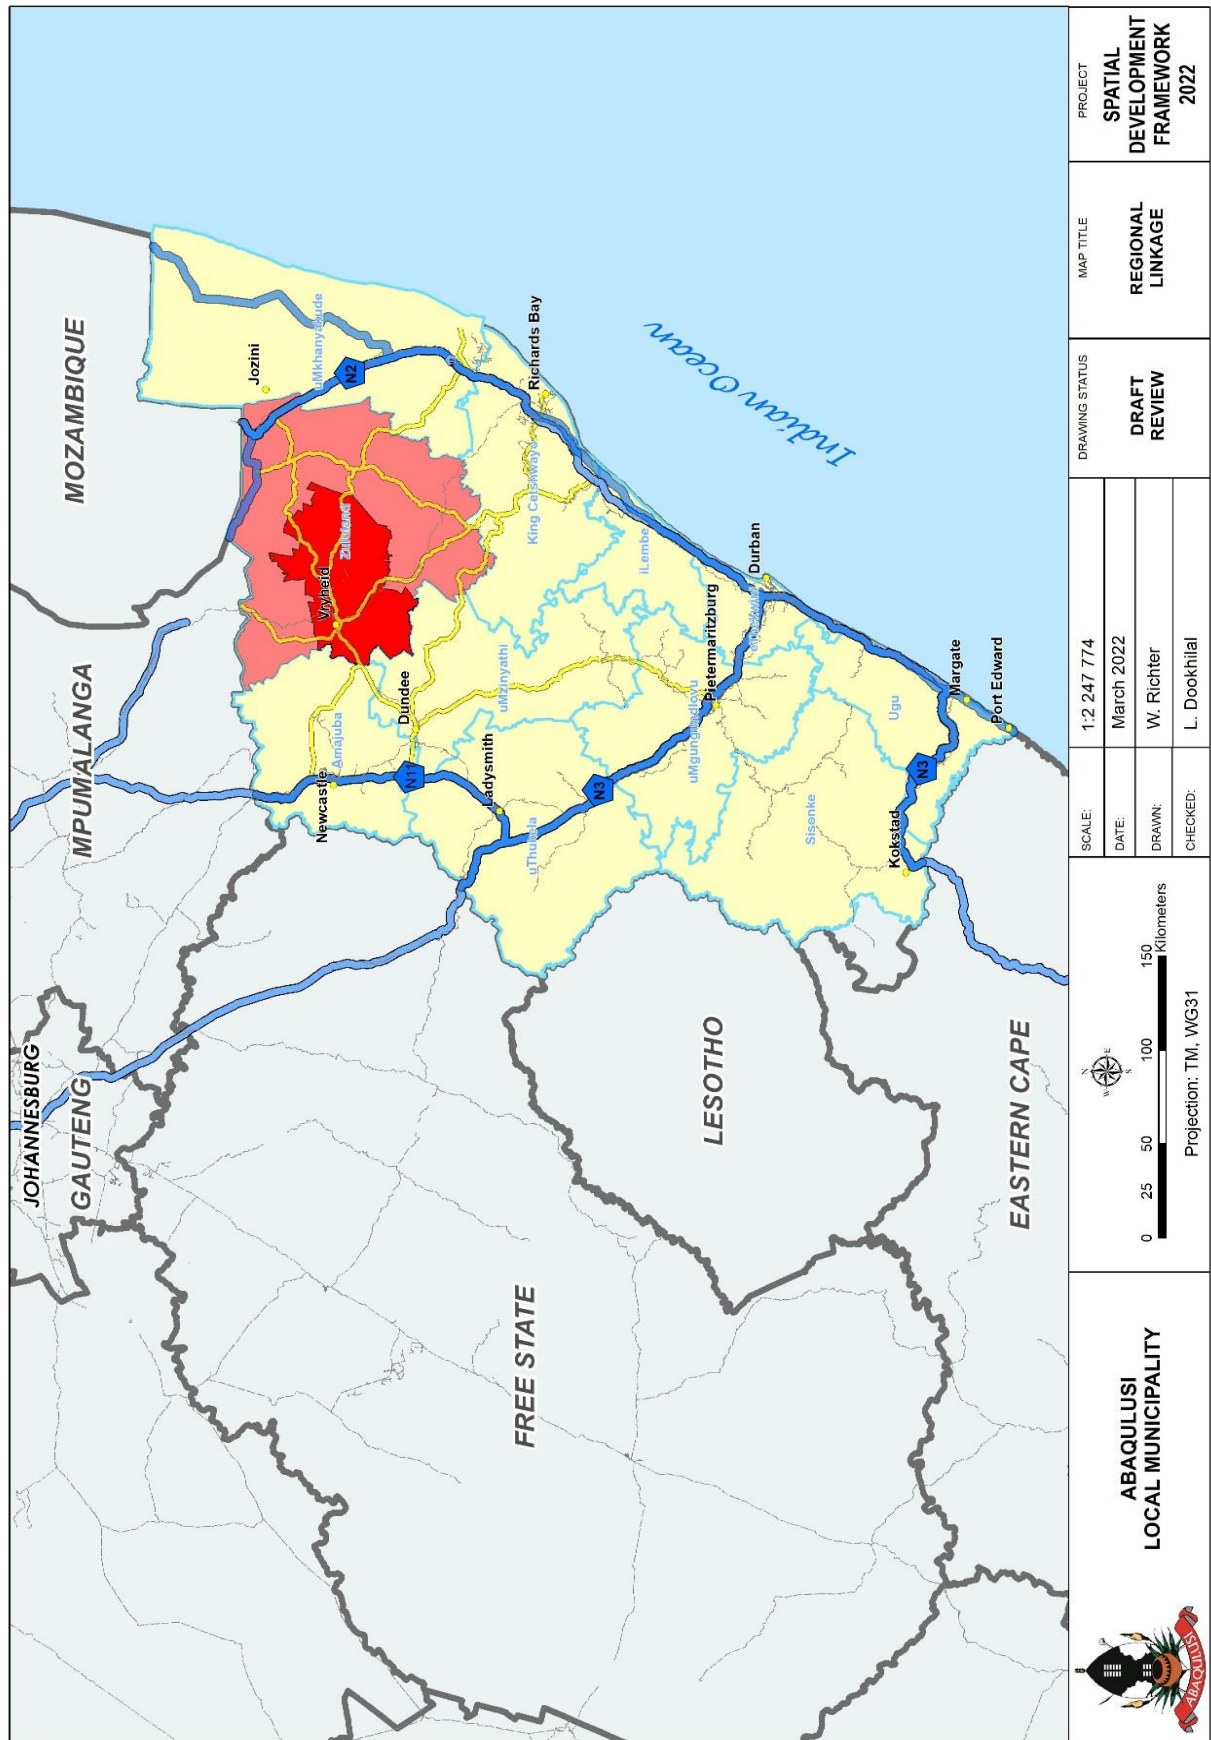 JOHANNESBURG
GAUTENG
MPUMALANGA
MOZAMBIQUE
FREE STATE
LESOTHO
EASTERN CAPE
Indian Ocean
Jozini
uMkhanyakude
N2
Vryheid
Zululand
Newcastle
Amajuba
Dundee
N11
Ladysmith
uMzinyathi
uThukela
N3
King Cetshwayo
Richards Bay
iLembe
Durban
Pietermaritzburg
uMgungundlovu
Sisonke
Ugu
Kokstad
N3
Margate
Port Edward
ABAQULUSI
ABAQULUSI
LOCAL MUNICIPALITY
N
W
E
S
0 25 50 100 150
Kilometers
Projection: TM, WG31
SCALE: 1:2 247 774
DATE: March 2022
DRAWN: W. Richter
CHECKED: L. Dookhilal
DRAWING STATUS
DRAFT
REVIEW
MAP TITLE
REGIONAL
LINKAGE
PROJECT
SPATIAL
DEVELOPMENT
FRAMEWORK
2022